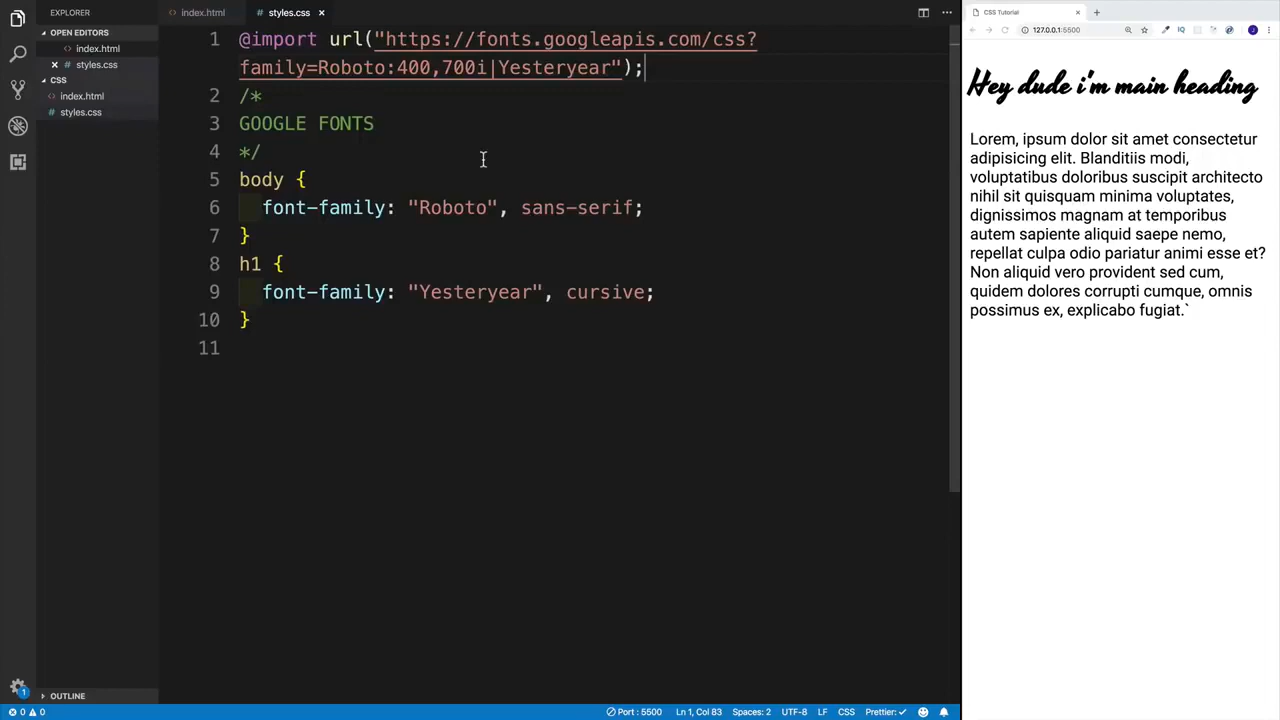 EXPLORER
OPEN EDITORS
index.html
styles.css
CSS
index.html
styles.css
OUTLINE
index.html
styles.css
1 @import url("https://fonts.googleapis.com/css?
family=Roboto:400,700i|Yesteryear");
2 /*
3 GOOGLE FONTS
4 */
5 body {
6 font-family: "Roboto", sans-serif;
7 }
8 h1 {
9 font-family: "Yesteryear", cursive;
10 }
11
0 0
Port : 5500 Ln 1, Col 83 Spaces: 2 UTF-8 LF CSS Prettier: ✓
1
CSS Tutorial
127.0.0.1:5500
Hey dude i'm main heading
Lorem, ipsum dolor sit amet consectetur
adipisicing elit. Blanditiis modi,
voluptatibus doloribus suscipit architecto
nihil sit quisquam minima voluptates,
dignissimos magnam at temporibus
autem sapiente aliquid saepe nemo,
repellat culpa odio pariatur animi esse et?
Non aliquid vero provident sed cum,
quidem dolores corrupti cumque, omnis
possimus ex, explicabo fugiat.`